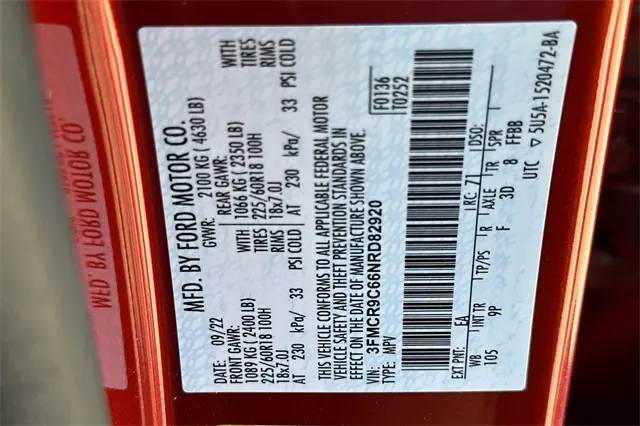 MFD. BY FORD MOTOR CO.
DATE: 09/22 GVWR: 2100 KG ( 4630 LB)
FRONT GAWR: REAR GAWR:
1089 KG ( 2400 LB) 1066 KG ( 2350 LB) WITH
225/60R18 100H 225/60R18 100H TIRES
18x7.0J 18x7.0J RIMS
AT 230 kPa/ 33 PSI COLD AT 230 kPa/ 33 PSI COLD
WITH
TIRES
RIMS
THIS VEHICLE CONFORMS TO ALL APPLICABLE FEDERAL MOTOR
VEHICLE SAFETY AND THEFT PREVENTION STANDARDS IN
EFFECT ON THE DATE OF MANUFACTURE SHOWN ABOVE.
VIN: 3FMCR9C66NRD82920
TYPE: MPV
F0136
T0252
EXT PNT: EA RC: 71 DSO:
WB INT TR TP/PS R AXLE TR SPR
105 9P F 3D 8 FFBB
UTC ▽ 5U5A-1520472-BA
MFD. BY FORD MOTOR CO.